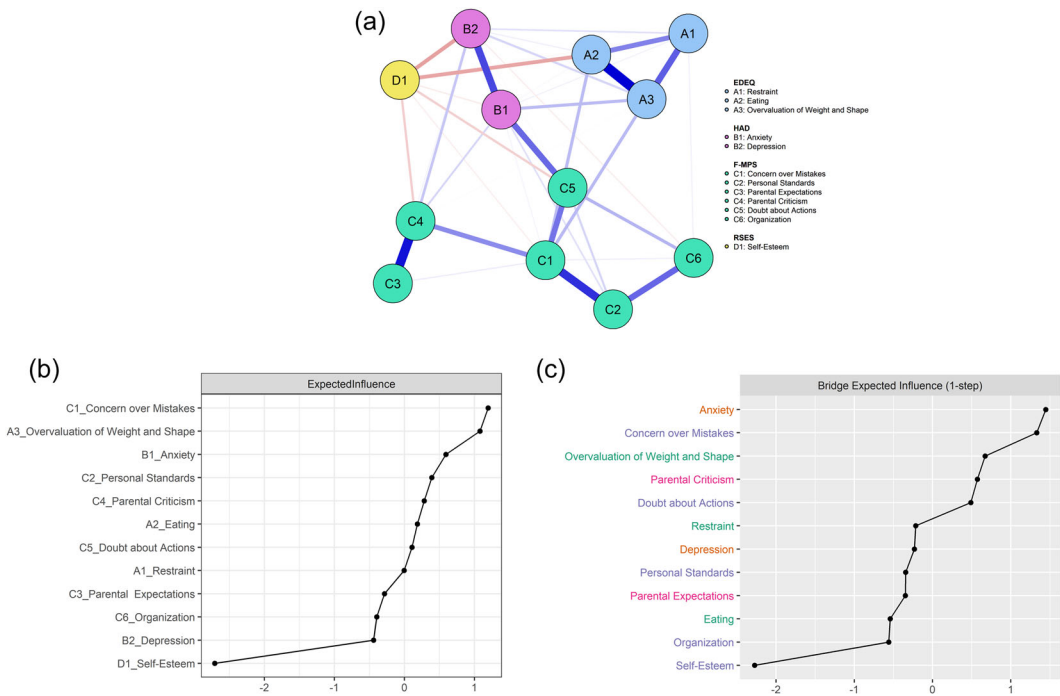 (a)
B2
A1
A2
D1
A3
B1
C5
C4
C1
C6
C3
C2
EDEQ
A1: Restraint
A2: Eating
A3: Overvaluation of Weight and Shape
HAD
B1: Anxiety
B2: Depression
F-MPS
C1: Concern over Mistakes
C2: Personal Standards
C3: Parental Expectations
C4: Parental Criticism
C5: Doubt about Actions
C6: Organization
RSES
D1: Self-Esteem
(b)
ExpectedInfluence
C1_Concern over Mistakes
A3_Overvaluation of Weight and Shape
B1_Anxiety
C2_Personal Standards
C4_Parental Criticism
A2_Eating
C5_Doubt about Actions
A1_Restraint
C3_Parental Expectations
C6_Organization
B2_Depression
D1_Self-Esteem
-2 -1 0 1
(c)
Bridge Expected Influence (1-step)
Anxiety
Concern over Mistakes
Overvaluation of Weight and Shape
Parental Criticism
Doubt about Actions
Restraint
Depression
Personal Standards
Parental Expectations
Eating
Organization
Self-Esteem
-2 -1 0 1